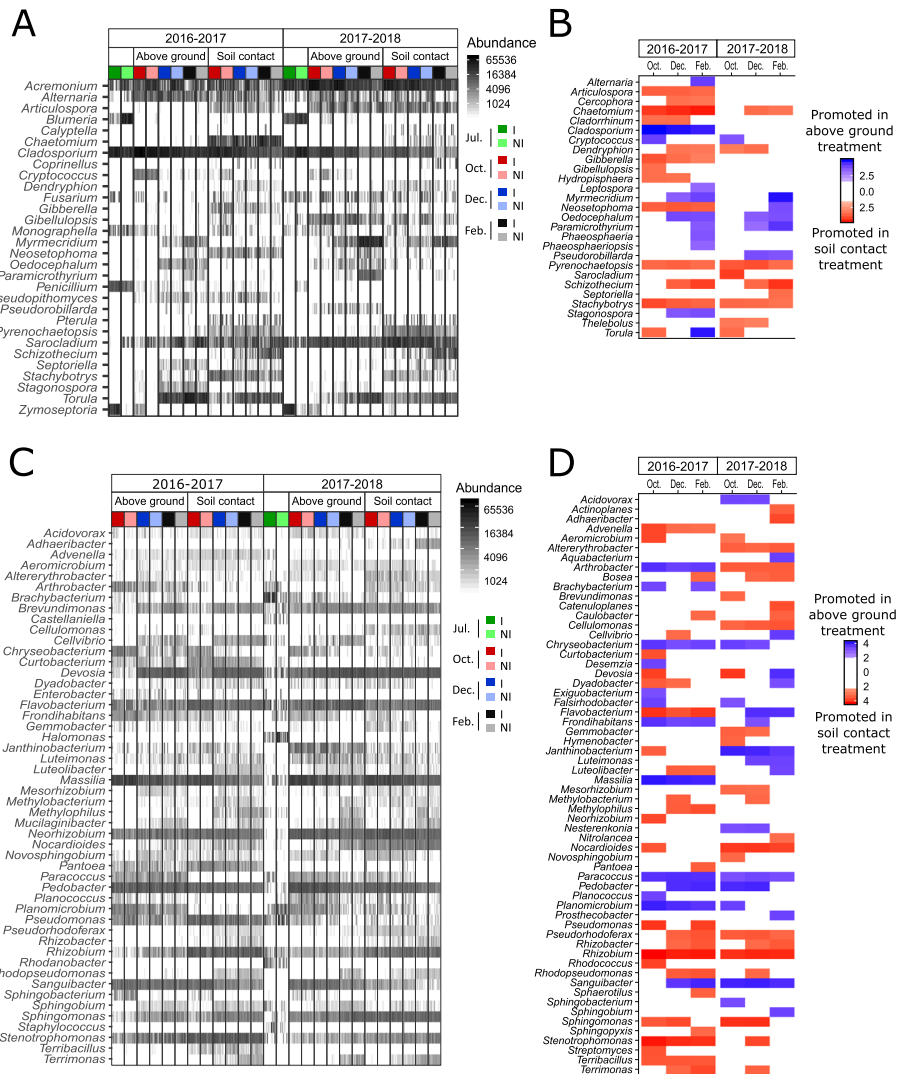 A
2016-2017
2017-2018
Above ground
Soil contact
Above ground
Soil contact
Acremonium
Alternaria
Articulospora
Blumeria
Calyptella
Chaetomium
Cladosporium
Coprinellus
Cryptococcus
Dendryphion
Fusarium
Gibberella
Gibellulopsis
Monographella
Myrmecridium
Neosetophoma
Oedocephalum
Paramicrothyrium
Penicillium
seudopithomyces
Pseudorobillarda
Pterula
Pyrenochaetopsis
Sarocladium
Schizothecium
Septoriella
Stachybotrys
Stagonospora
Torula
Zymoseptoria
Abundance
65536
16384
4096
1024
Jul.
I
NI
Oct.
I
NI
Dec.
I
NI
Feb.
I
NI
B
2016-2017
2017-2018
Oct.
Dec.
Feb.
Oct.
Dec.
Feb.
Alternaria
Articulospora
Cercophora
Chaetomium
Cladorrhinum
Cladosporium
Cryptococcus
Dendryphion
Gibberella
Gibellulopsis
Hydropisphaera
Leptospora
Myrmecridium
Neosetophoma
Oedocephalum
Paramicrothyrium
Phaeosphaeria
Phaeosphaeriopsis
Pseudorobillarda
Pyrenochaetopsis
Sarocladium
Schizothecium
Septoriella
Stachybotrys
Stagonospora
Thelebolus
Torula
Promoted in
above ground
treatment
2.5
0.0
2.5
Promoted in
soil contact
treatment
C
2016-2017
2017-2018
Above ground
Soil contact
Above ground
Soil contact
Acidovorax
Adhaeribacter
Advenella
Aeromicrobium
Altererythrobacter
Arthrobacter
Brachybacterium
Brevundimonas
Castellaniella
Cellulomonas
Cellvibrio
Chryseobacterium
Curtobacterium
Devosia
Dyadobacter
Enterobacter
Flavobacterium
Frondihabitans
Gemmobacter
Halomonas
Janthinobacterium
Luteimonas
Luteolibacter
Massilia
Mesorhizobium
Methylobacterium
Methylophilus
Mucilaginibacter
Neorhizobium
Nocardioides
Novosphingobium
Pantoea
Paracoccus
Pedobacter
Planococcus
Planomicrobium
Pseudomonas
Pseudorhodoferax
Rhizobacter
Rhizobium
Rhodanobacter
hodopseudomonas
Sanguibacter
Sphingobacterium
Sphingobium
Sphingomonas
Staphylococcus
Stenotrophomonas
Terribacillus
Terrimonas
Abundance
65536
16384
4096
1024
Jul.
I
NI
Oct.
I
NI
Dec.
I
NI
Feb.
I
NI
D
2016-2017
2017-2018
Oct.
Dec.
Feb.
Oct.
Dec.
Feb.
Acidovorax
Actinoplanes
Adhaeribacter
Advenella
Aeromicrobium
Altererythrobacter
Aquabacterium
Arthrobacter
Bosea
Brachybacterium
Brevundimonas
Catenuloplanes
Caulobacter
Cellulomonas
Cellvibrio
Chryseobacterium
Curtobacterium
Desemzia
Devosia
Dyadobacter
Exiguobacterium
Falsirhodobacter
Flavobacterium
Frondihabitans
Gemmobacter
Hymenobacter
Janthinobacterium
Luteimonas
Luteolibacter
Massilia
Mesorhizobium
Methylobacterium
Methylophilus
Neorhizobium
Nesterenkonia
Nitrolancea
Nocardioides
Novosphingobium
Pantoea
Paracoccus
Pedobacter
Planococcus
Planomicrobium
Prosthecobacter
Pseudomonas
Pseudorhodoferax
Rhizobacter
Rhizobium
Rhodococcus
Rhodopseudomonas
Sanguibacter
Sphaerotilus
Sphingobacterium
Sphingobium
Sphingomonas
Sphingopyxis
Stenotrophomonas
Streptomyces
Terribacillus
Terrimonas
Promoted in
above ground
treatment
4
2
2
4
Promoted in
soil contact
treatment